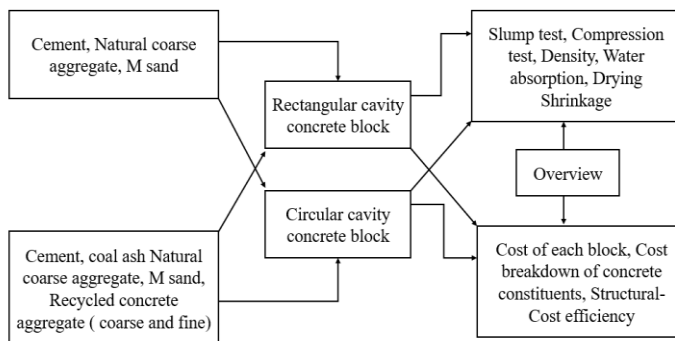 Cement, Natural coarse
aggregate, M sand
Rectangular cavity
concrete block
Slump test, Compression
test, Density, Water
absorption, Drying
Shrinkage
Overview
Circular cavity
concrete block
Cement, coal ash Natural
coarse aggregate, M sand,
Recycled concrete
aggregate ( coarse and fine)
Cost of each block, Cost
breakdown of concrete
constituents, Structural-
Cost efficiency